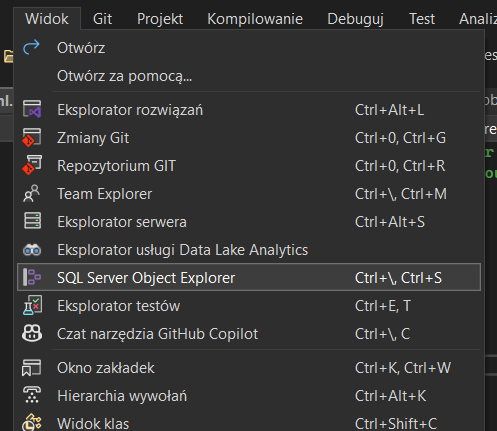 Widok Git Projekt Kompilowanie Debuguj Test Analiz
Otwórz
Otwórz za pomocą...
Eksplorator rozwiązań Ctrl+Alt+L
Zmiany Git Ctrl+0, Ctrl+G
Repozytorium GIT Ctrl+0, Ctrl+R
Team Explorer Ctrl+\, Ctrl+M
Eksplorator serwera Ctrl+Alt+S
Eksplorator usługi Data Lake Analytics
SQL Server Object Explorer Ctrl+\, Ctrl+S
Eksplorator testów Ctrl+E, T
Czat narzędzia GitHub Copilot Ctrl+\, C
Okno zakładek Ctrl+K, Ctrl+W
Hierarchia wywołań Ctrl+Alt+K
Widok klas Ctrl+Shift+C